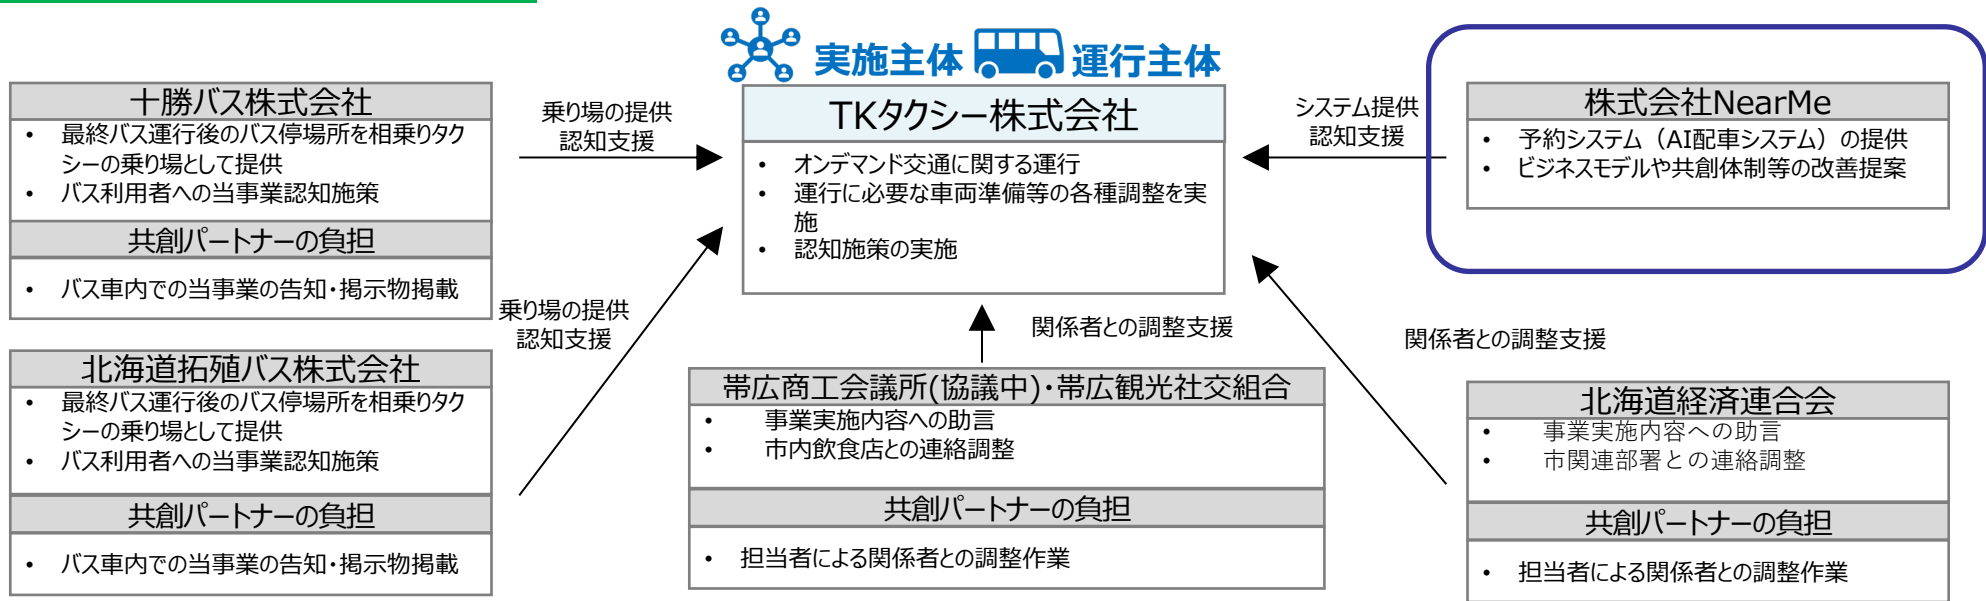 実施主体 運行主体
十勝バス株式会社
• 最終バス運行後のバス停場所を相乗りタク
シーの乗り場として提供
• バス利用者への当事業認知施策
共創パートナーの負担
• バス車内での当事業の告知・掲示物掲載
乗り場の提供
認知支援
TKタクシー株式会社
• オンデマンド交通に関する運行
• 運行に必要な車両準備等の各種調整を実
施
• 認知施策の実施
システム提供
認知支援
株式会社NearMe
• 予約システム（AI配車システム）の提供
• ビジネスモデルや共創体制等の改善提案
北海道拓殖バス株式会社
• 最終バス運行後のバス停場所を相乗りタク
シーの乗り場として提供
• バス利用者への当事業認知施策
共創パートナーの負担
• バス車内での当事業の告知・掲示物掲載
乗り場の提供
認知支援
関係者との調整支援
帯広商工会議所(協議中)・帯広観光社交組合
• 事業実施内容への助言
• 市内飲食店との連絡調整
共創パートナーの負担
• 担当者による関係者との調整作業
関係者との調整支援
北海道経済連合会
• 事業実施内容への助言
• 市関連部署との連絡調整
共創パートナーの負担
• 担当者による関係者との調整作業